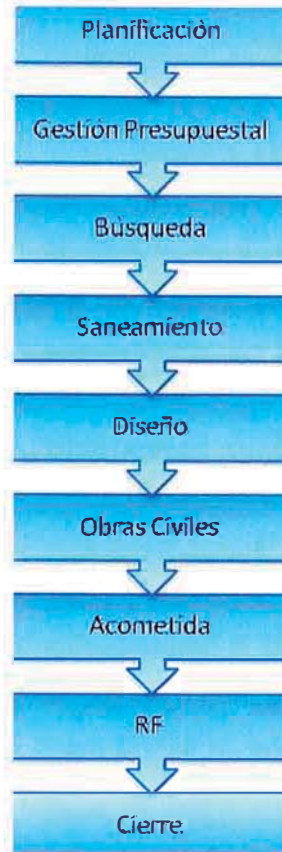 Planificación
Gestión Presupuestal
Búsqueda
Saneamiento
Diseño
Obras Civiles
Acometida
RF
Cierre